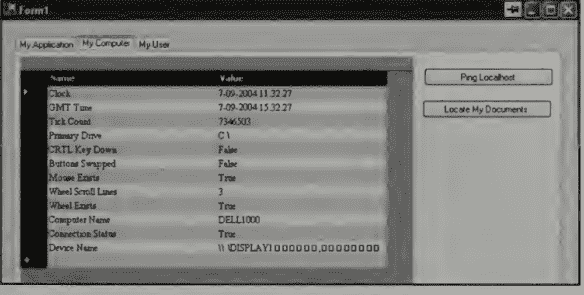 Form1
My Application My Computer My User
Name Value
Clock 7-09-2004 11.32.27
GMT Time 7-09-2004 15.32.27
Tick Count 7346503
Primary Drive C \
CRTL Key Down False
Buttons Swapped False
Mouse Exists True
Wheel Scroll Lines 3
Wheel Exists True
Computer Name DELL1000
Connection Status True
Device Name \\ \DISPLAY1
Ping Localhost
Locate My Documents